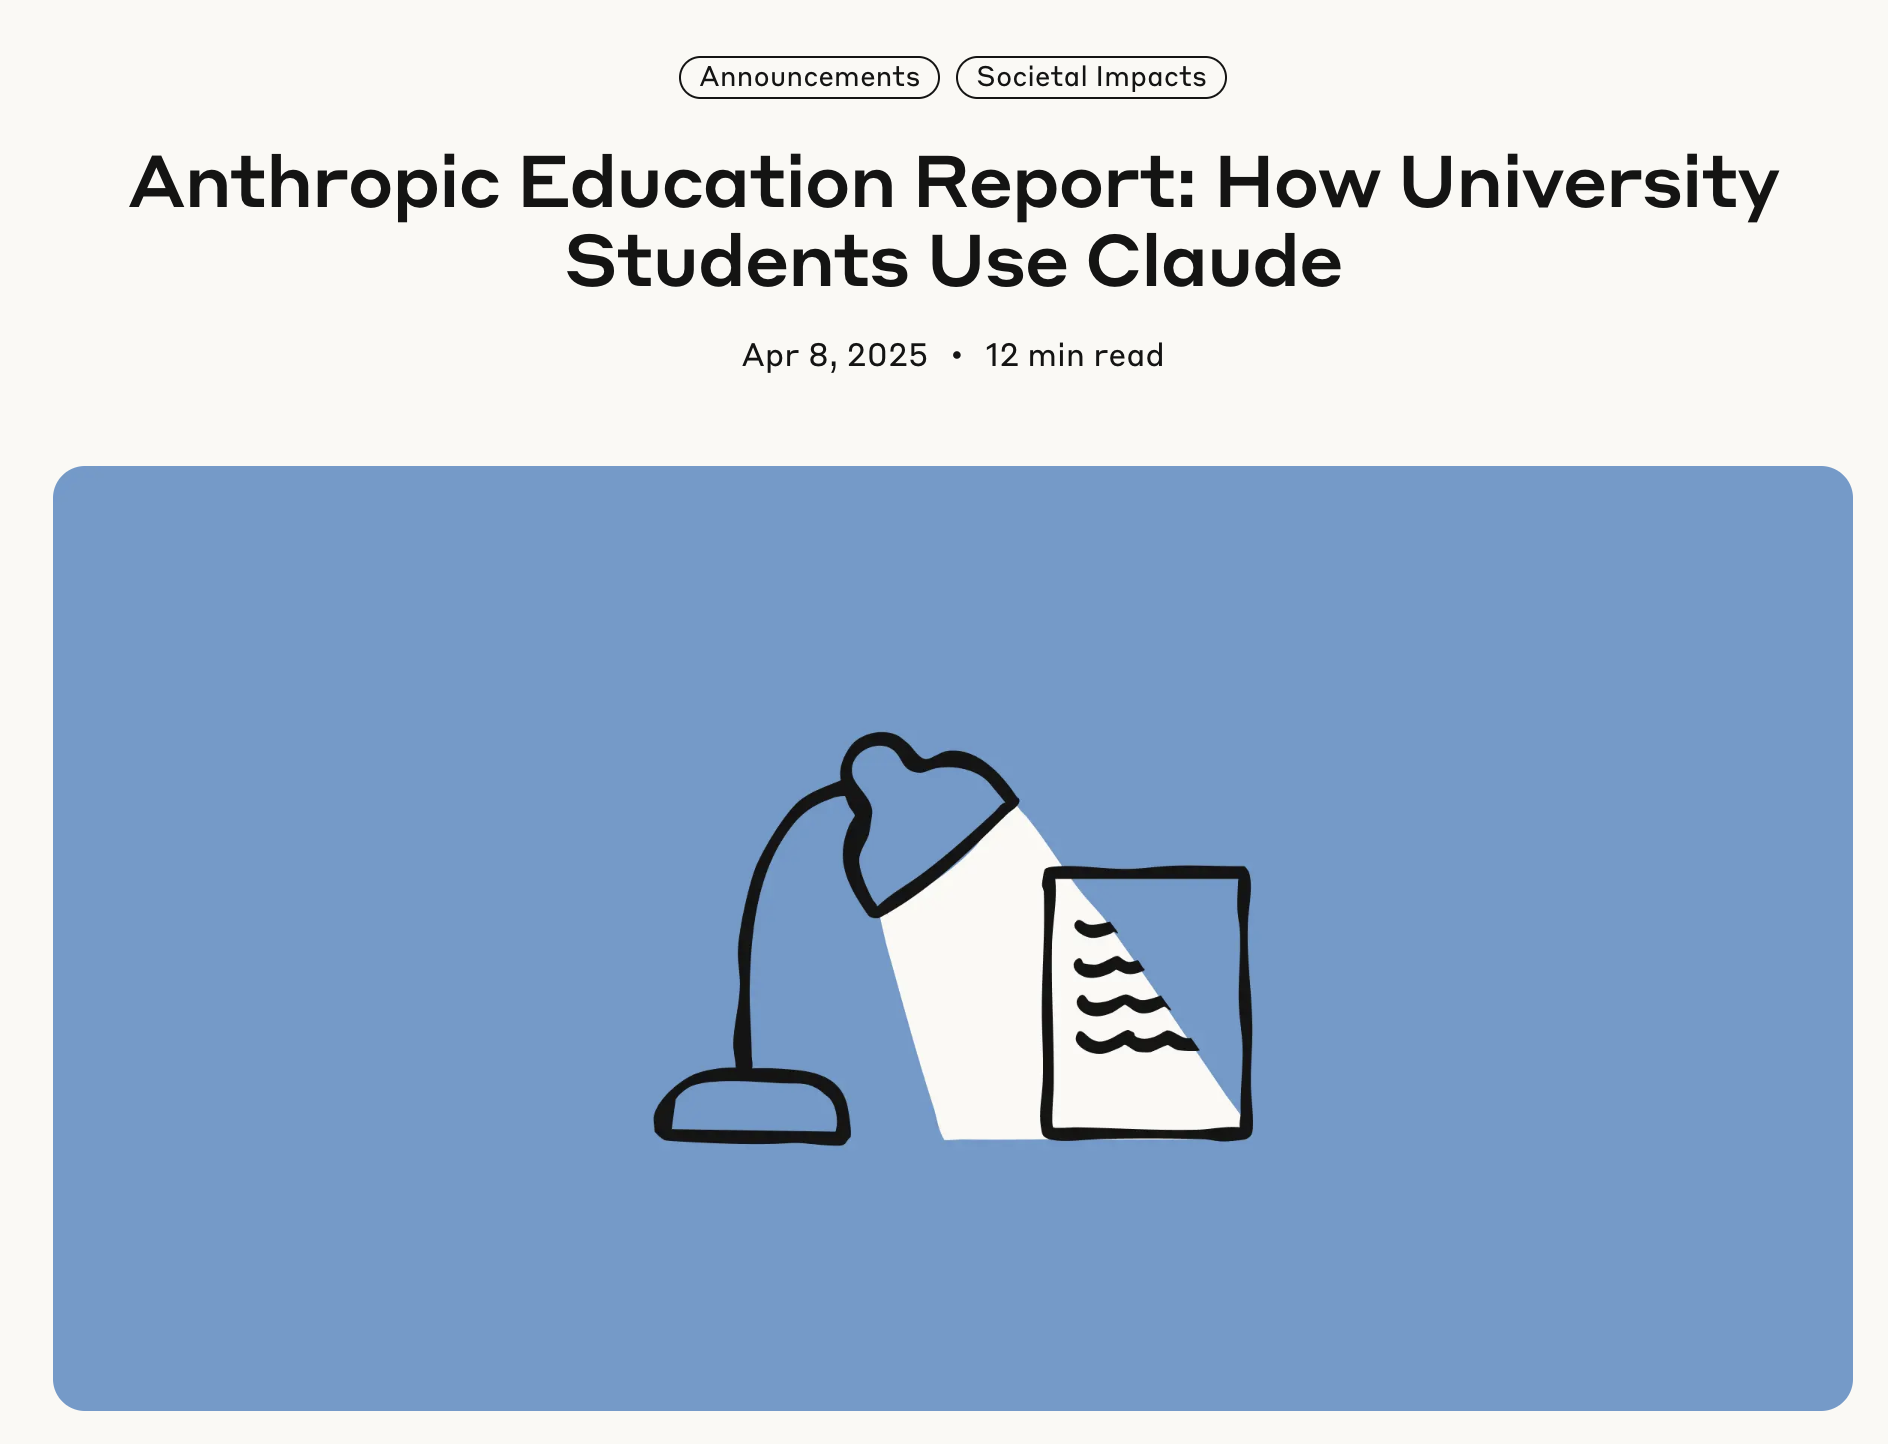 Announcements
Societal Impacts
Anthropic Education Report: How University
Students Use Claude
Apr 8, 2025 • 12 min read